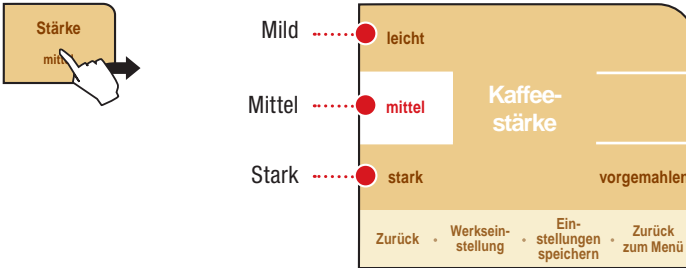 Stärke
mittel
Mild
Mittel
Stark
leicht
mittel
stark
Kaffee-
stärke
vorgemahlen
Zurück
Werksein-
stellung
Ein-
stellungen
speichern
Zurück
zum Menü